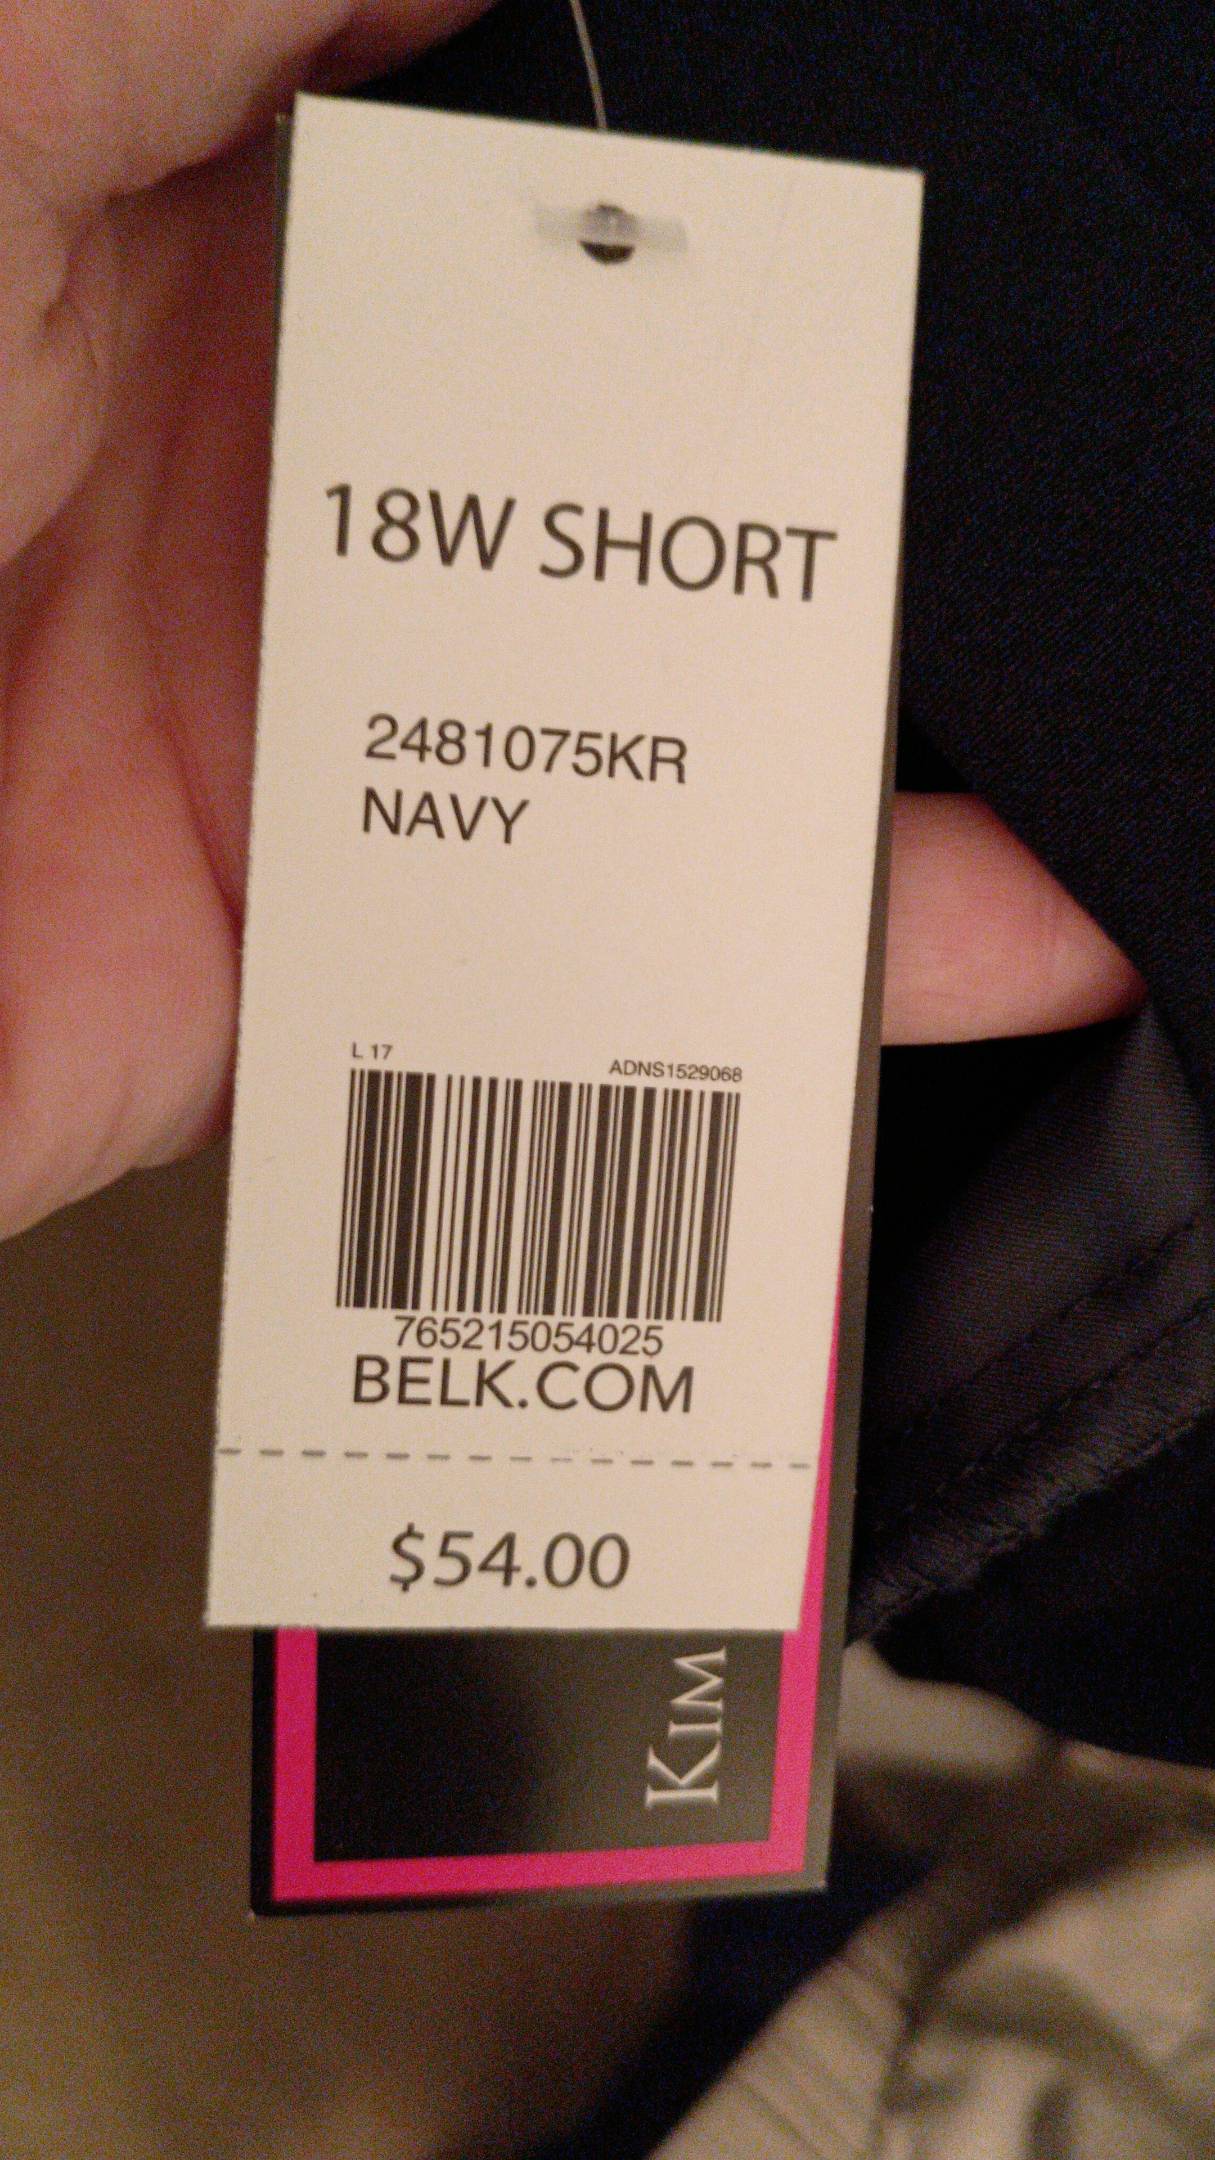 18W SHORT
2481075KR
NAVY
L 17
ADNS1529068
765215054025
BELK.COM
$54.00
KIM